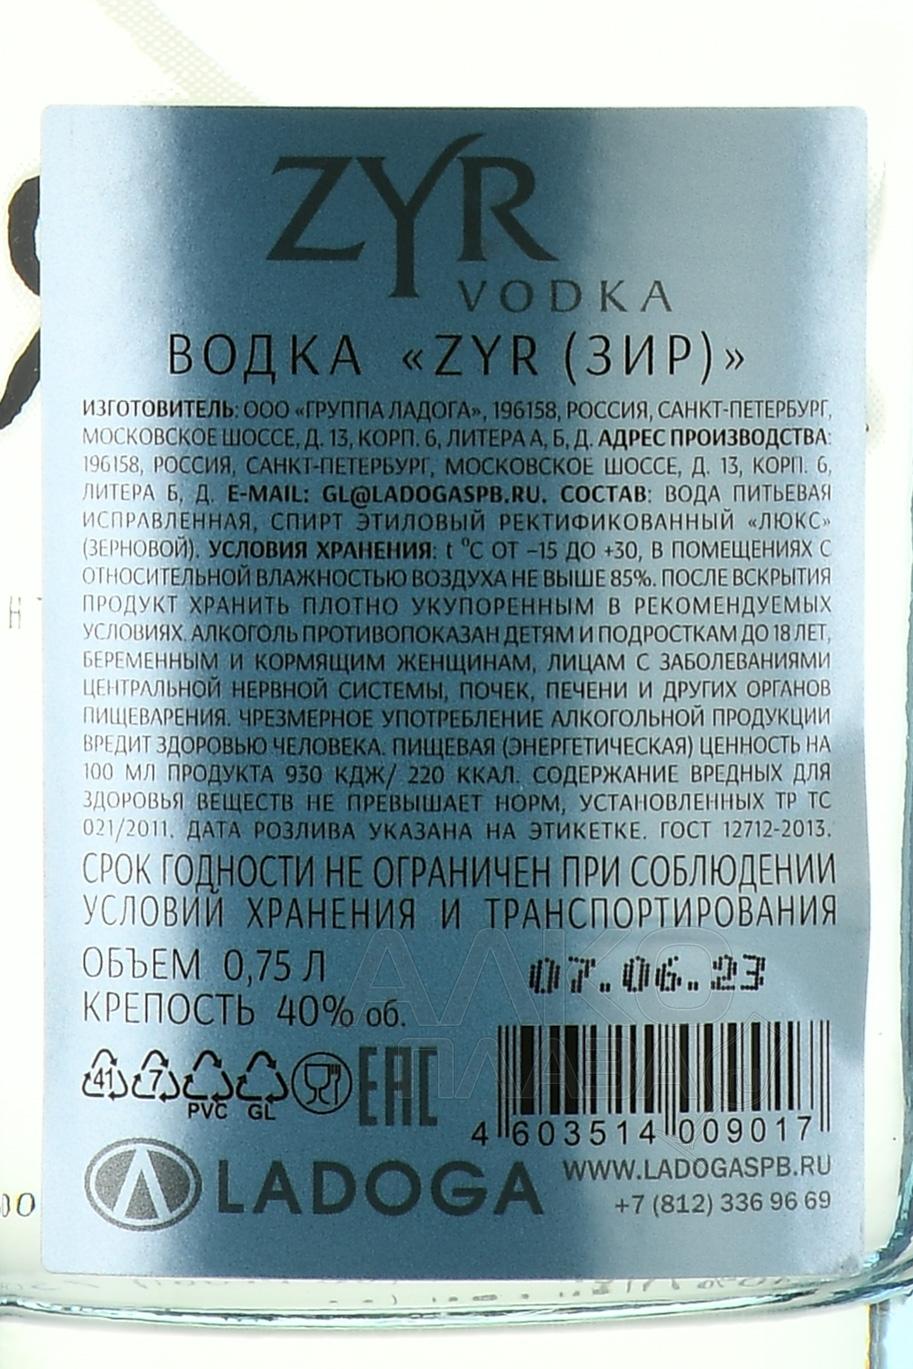 ZYR
VODKA
ВОДКА «ZYR (ЗИР)»
ИЗГОТОВИТЕЛЬ: ООО «ГРУППА ЛАДОГА», 196158, РОССИЯ, САНКТ-ПЕТЕРБУРГ,
МОСКОВСКОЕ ШОССЕ, Д. 13, КОРП. 6, ЛИТЕРА А, Б, Д. АДРЕС ПРОИЗВОДСТВА:
196158, РОССИЯ, САНКТ-ПЕТЕРБУРГ, МОСКОВСКОЕ ШОССЕ, Д. 13, КОРП. 6,
ЛИТЕРА Б, Д. E-MAIL: GL@LADOGASPB.RU. СОСТАВ: ВОДА ПИТЬЕВАЯ
ИСПРАВЛЕННАЯ, СПИРТ ЭТИЛОВЫЙ РЕКТИФИКОВАННЫЙ «ЛЮКС»
(ЗЕРНОВОЙ). УСЛОВИЯ ХРАНЕНИЯ: t °С ОТ –15 ДО +30, В ПОМЕЩЕНИЯХ С
ОТНОСИТЕЛЬНОЙ ВЛАЖНОСТЬЮ ВОЗДУХА НЕ ВЫШЕ 85%. ПОСЛЕ ВСКРЫТИЯ
ПРОДУКТ ХРАНИТЬ ПЛОТНО УКУПОРЕННЫМ В РЕКОМЕНДУЕМЫХ
УСЛОВИЯХ. АЛКОГОЛЬ ПРОТИВОПОКАЗАН ДЕТЯМ И ПОДРОСТКАМ ДО 18 ЛЕТ,
БЕРЕМЕННЫМ И КОРМЯЩИМ ЖЕНЩИНАМ, ЛИЦАМ С ЗАБОЛЕВАНИЯМИ
ЦЕНТРАЛЬНОЙ НЕРВНОЙ СИСТЕМЫ, ПОЧЕК, ПЕЧЕНИ И ДРУГИХ ОРГАНОВ
ПИЩЕВАРЕНИЯ. ЧРЕЗМЕРНОЕ УПОТРЕБЛЕНИЕ АЛКОГОЛЬНОЙ ПРОДУКЦИИ
ВРЕДИТ ЗДОРОВЬЮ ЧЕЛОВЕКА. ПИЩЕВАЯ (ЭНЕРГЕТИЧЕСКАЯ) ЦЕННОСТЬ НА
100 МЛ ПРОДУКТА 930 КДЖ/ 220 ККАЛ. СОДЕРЖАНИЕ ВРЕДНЫХ ДЛЯ
ЗДОРОВЬЯ ВЕЩЕСТВ НЕ ПРЕВЫШАЕТ НОРМ, УСТАНОВЛЕННЫХ ТР ТС
021/2011. ДАТА РОЗЛИВА УКАЗАНА НА ЭТИКЕТКЕ. ГОСТ 12712-2013.
СРОК ГОДНОСТИ НЕ ОГРАНИЧЕН ПРИ СОБЛЮДЕНИИ
УСЛОВИЙ ХРАНЕНИЯ И ТРАНСПОРТИРОВАНИЯ
ОБЪЕМ 0,75 Л
07.06.23
КРЕПОСТЬ 40% об.
41 7 PVC GL EAC
4 603514 009017
LADOGA
WWW.LADOGASPB.RU
+7 (812) 336 96 69